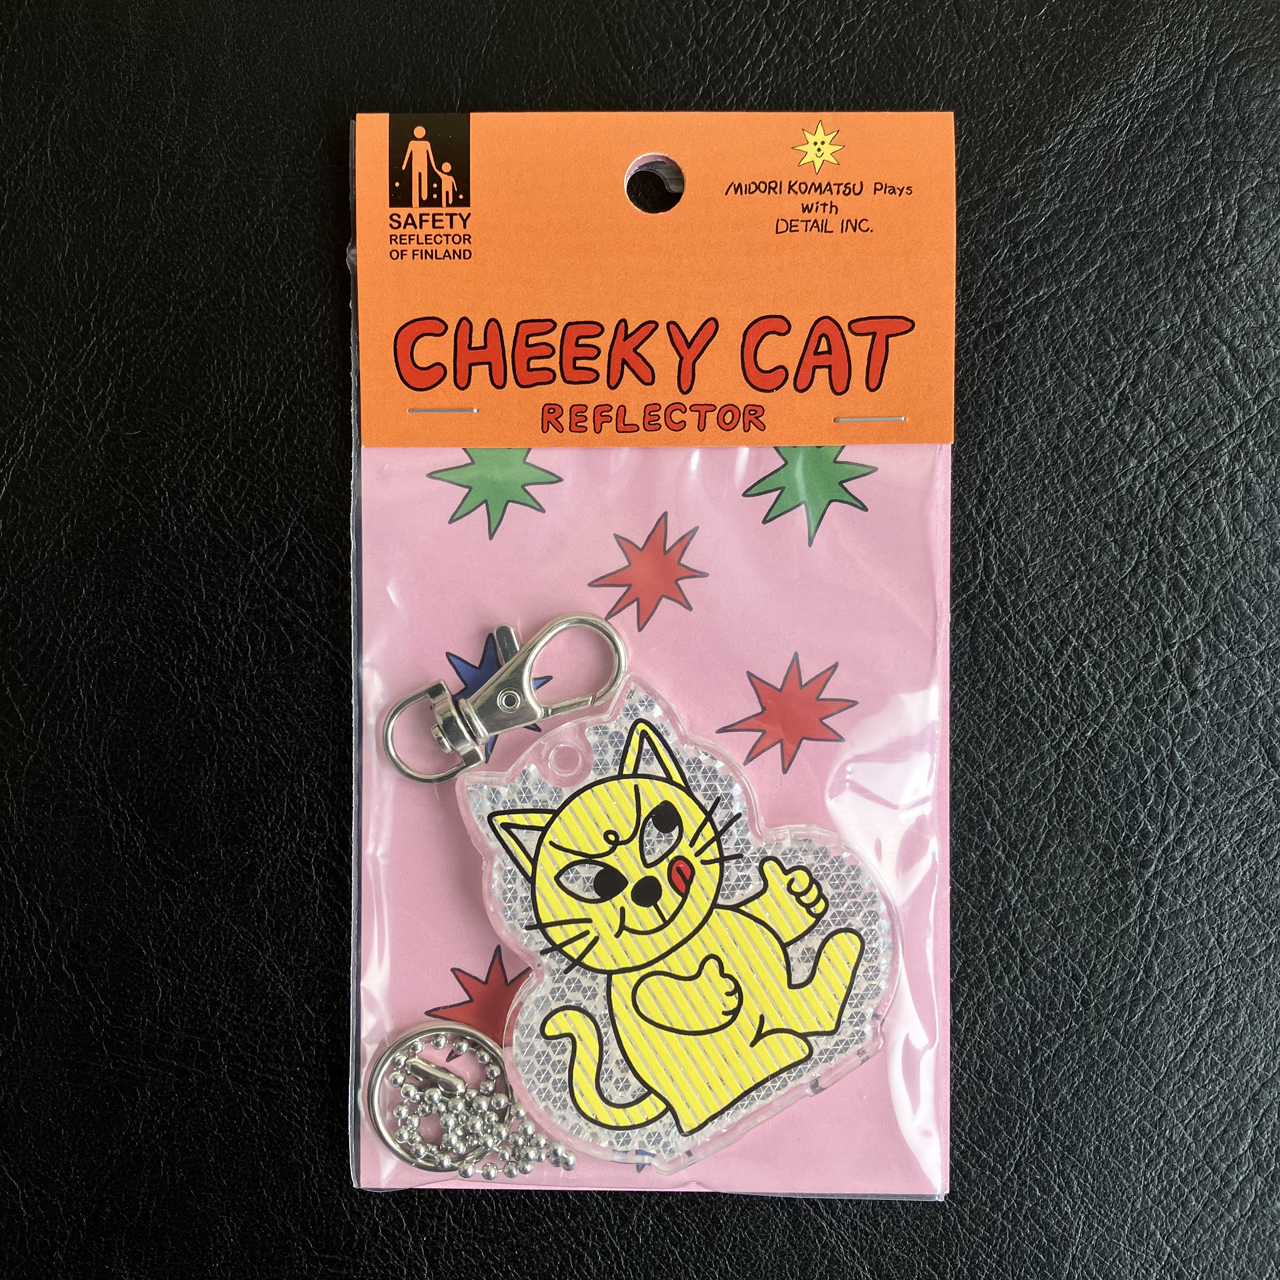 SAFETY
REFLECTOR
OF FINLAND
MIDORI KOMATSU Plays
with
DETAIL INC.
CHEEKY CAT
REFLECTOR